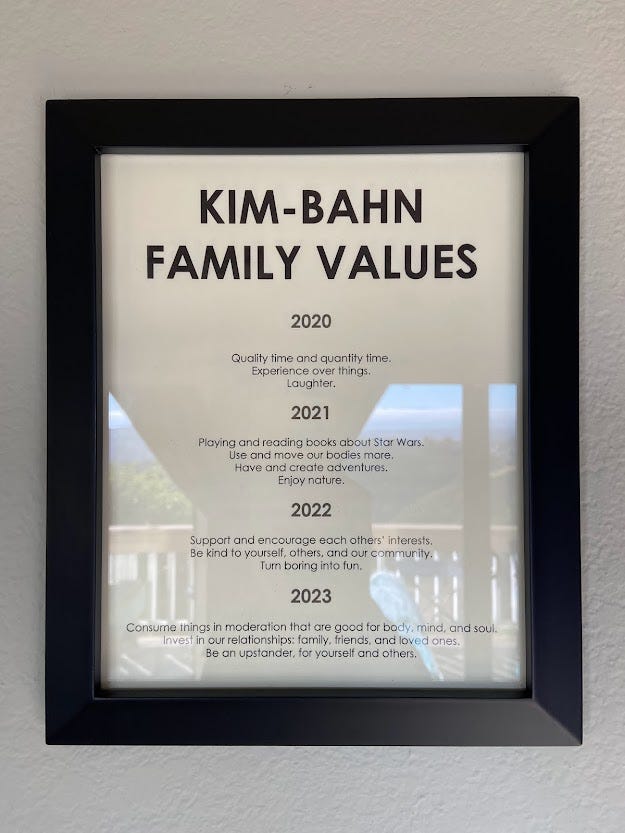 KIM-BAHN
FAMILY VALUES
2020
Quality time and quantity time.
Experience over things.
Laughter.
2021
Playing and reading books about Star Wars.
Use and move our bodies more.
Have and create adventures.
Enjoy nature.
2022
Support and encourage each others' interests.
Be kind to yourself, others, and our community.
Turn boring into fun.
2023
Consume things in moderation that are good for body, mind, and soul.
Invest in our relationships: family, friends, and loved ones.
Be an upstander, for yourself and others.